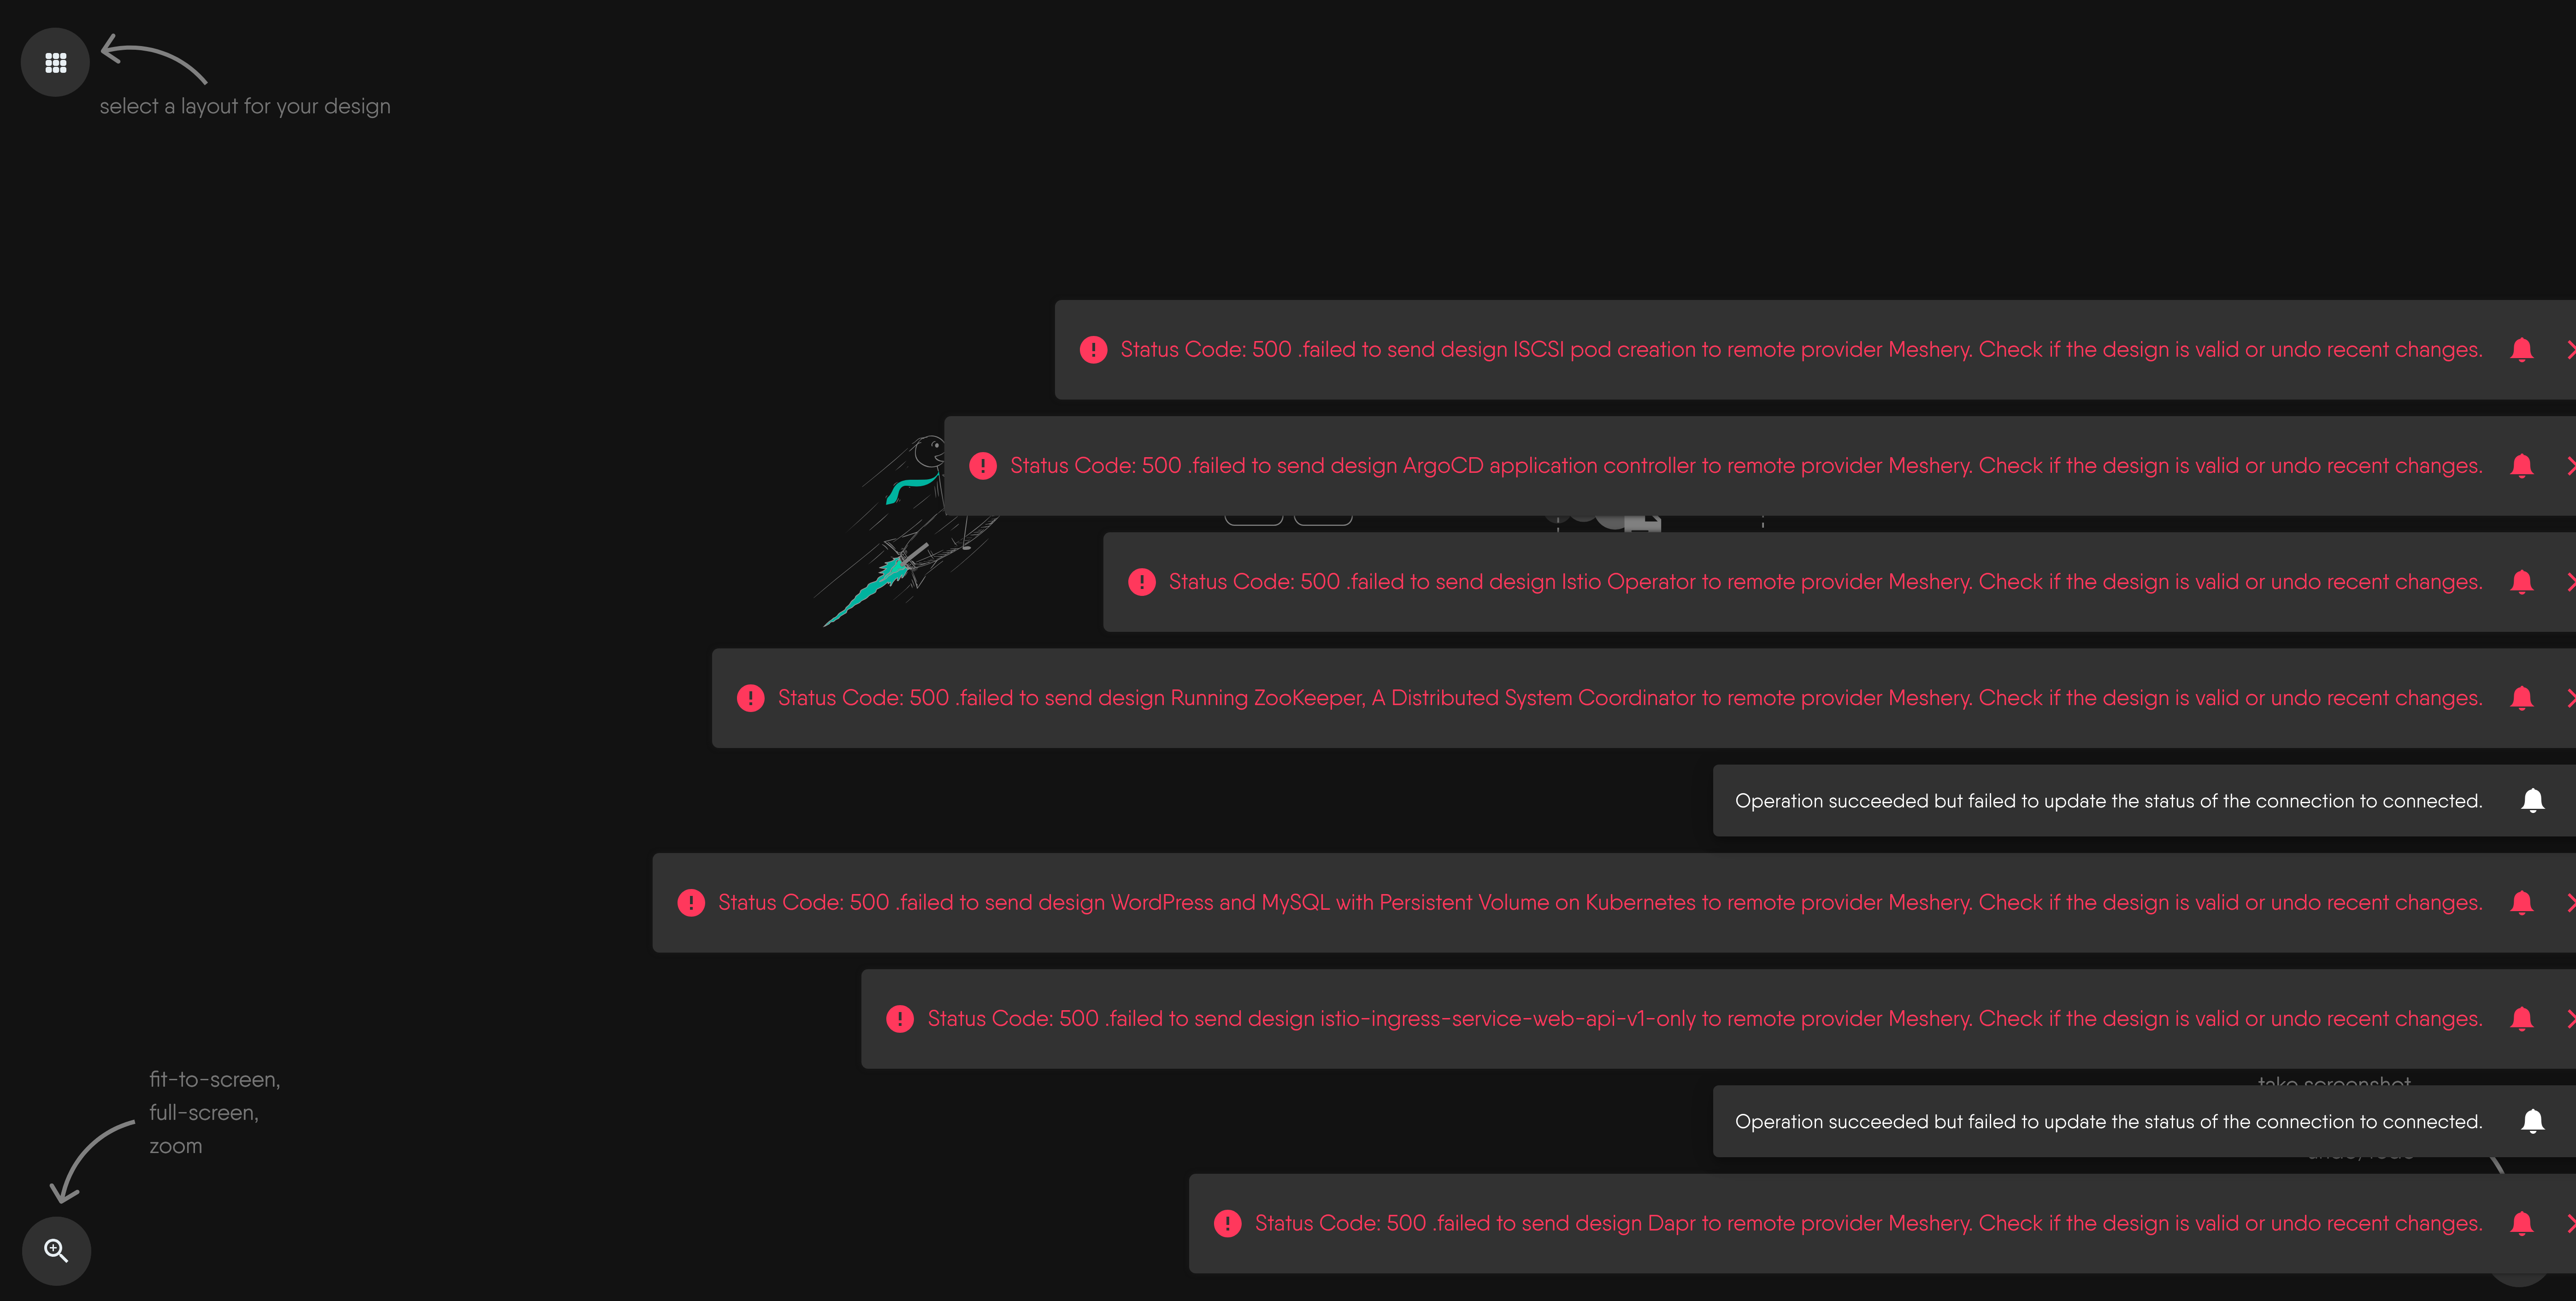 select a layout for your design
Status Code: 500 .failed to send design ISCSI pod creation to remote provider Meshery. Check if the design is valid or undo recent changes.
Status Code: 500 .failed to send design ArgoCD application controller to remote provider Meshery. Check if the design is valid or undo recent changes.
Status Code: 500 .failed to send design Istio Operator to remote provider Meshery. Check if the design is valid or undo recent changes.
Status Code: 500 .failed to send design Running ZooKeeper, A Distributed System Coordinator to remote provider Meshery. Check if the design is valid or undo recent changes.
Operation succeeded but failed to update the status of the connection to connected.
Status Code: 500 .failed to send design WordPress and MySQL with Persistent Volume on Kubernetes to remote provider Meshery. Check if the design is valid or undo recent changes.
Status Code: 500 .failed to send design istio-ingress-service-web-api-v1-only to remote provider Meshery. Check if the design is valid or undo recent changes.
fit-to-screen,
full-screen,
zoom
take screenshot
Operation succeeded but failed to update the status of the connection to connected.
Status Code: 500 .failed to send design Dapr to remote provider Meshery. Check if the design is valid or undo recent changes.